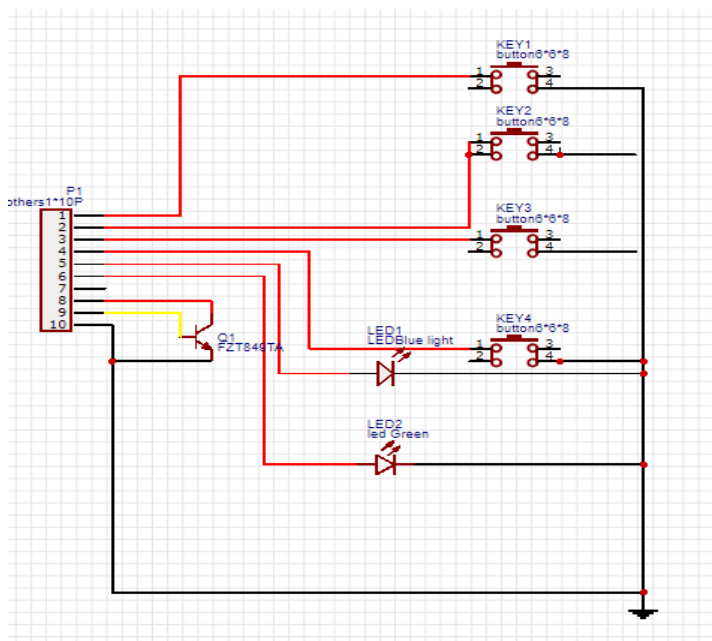 KEY1
button6*6*8
1 3
2 4
KEY2
button6*6*8
1 3
2 4
P1
others1*10P
1
2
3
4
5
6
7
8
9
10
KEY3
button6*6*8
1 3
2 4
Q1
FZT849TA
LED1
LEDBlue light
KEY4
button6*6*8
1 3
2 4
LED2
led Green